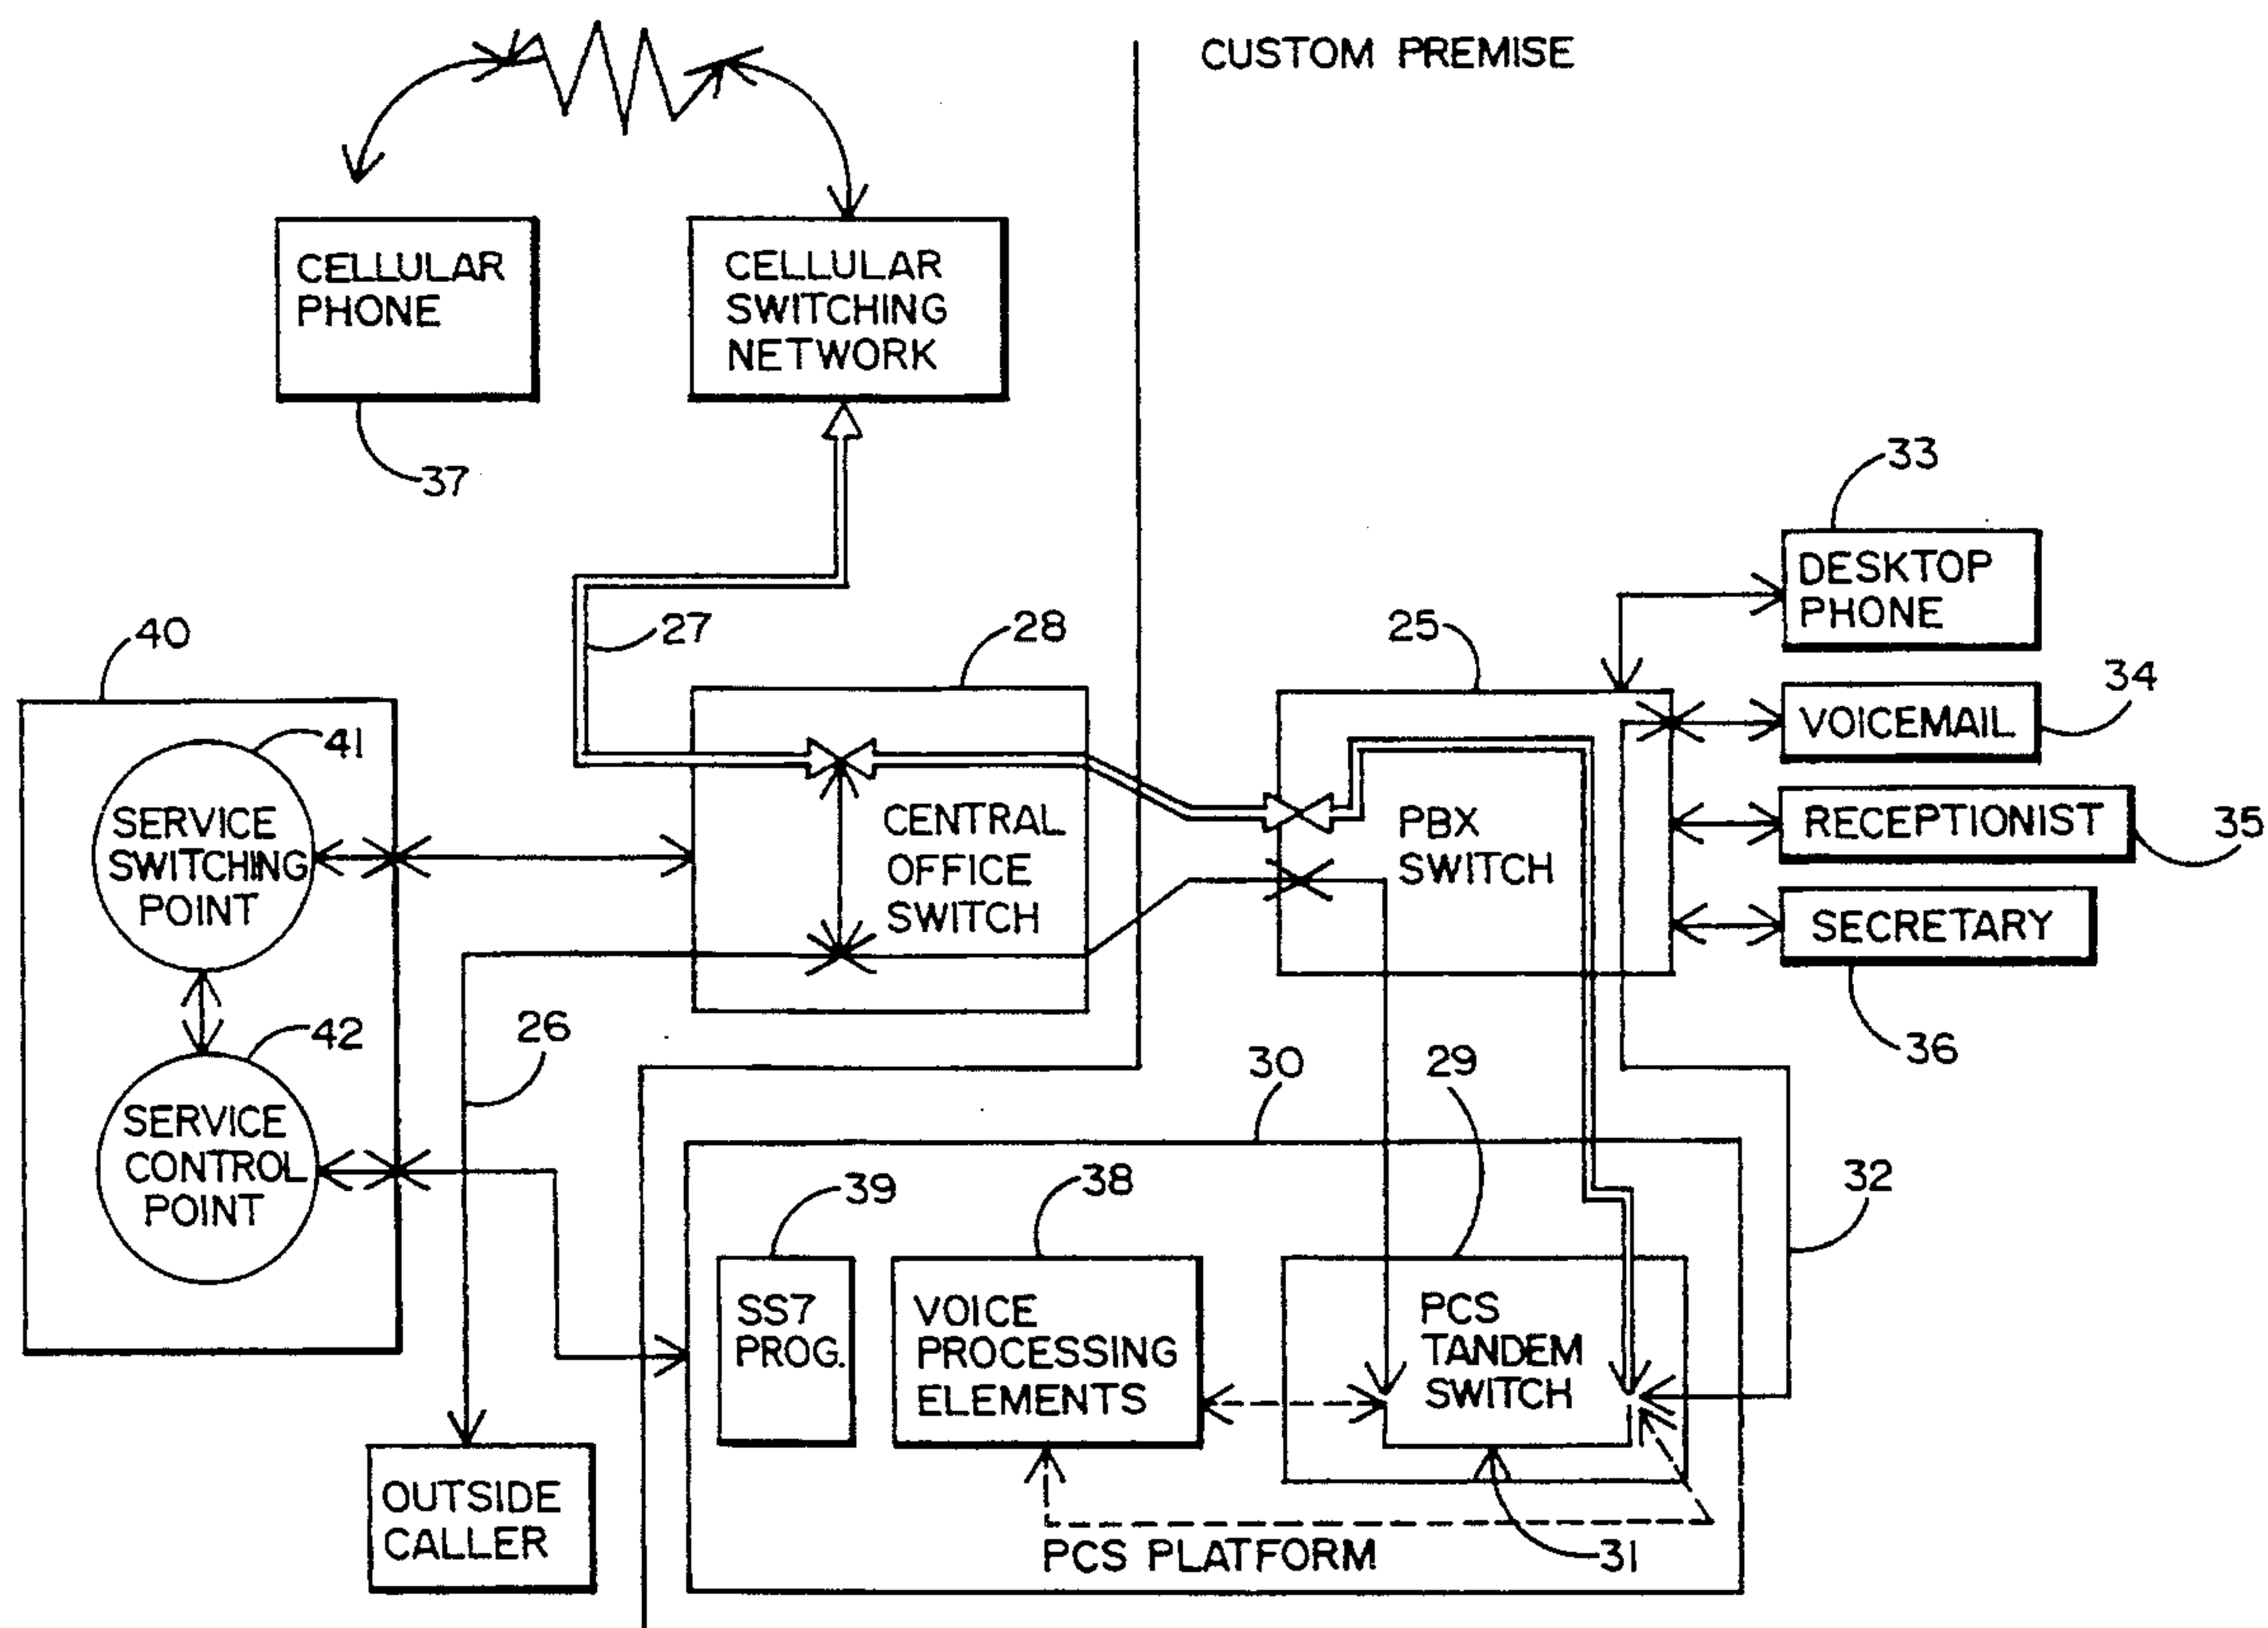 CUSTOM PREMISE
CELLULAR
PHONE
CELLULAR
SWITCHING
NETWORK
37
33
DESKTOP
PHONE
27
28
25
40
34
VOICEMAIL
41
SERVICE
SWITCHING
POINT
CENTRAL
OFFICE
SWITCH
PBX
SWITCH
RECEPTIONIST
35
SECRETARY
36
42
26
30
29
SERVICE
CONTROL
POINT
39
38
32
SS7
PROG.
VOICE
PROCESSING
ELEMENTS
PCS
TANDEM
SWITCH
OUTSIDE
CALLER
PCS PLATFORM
31